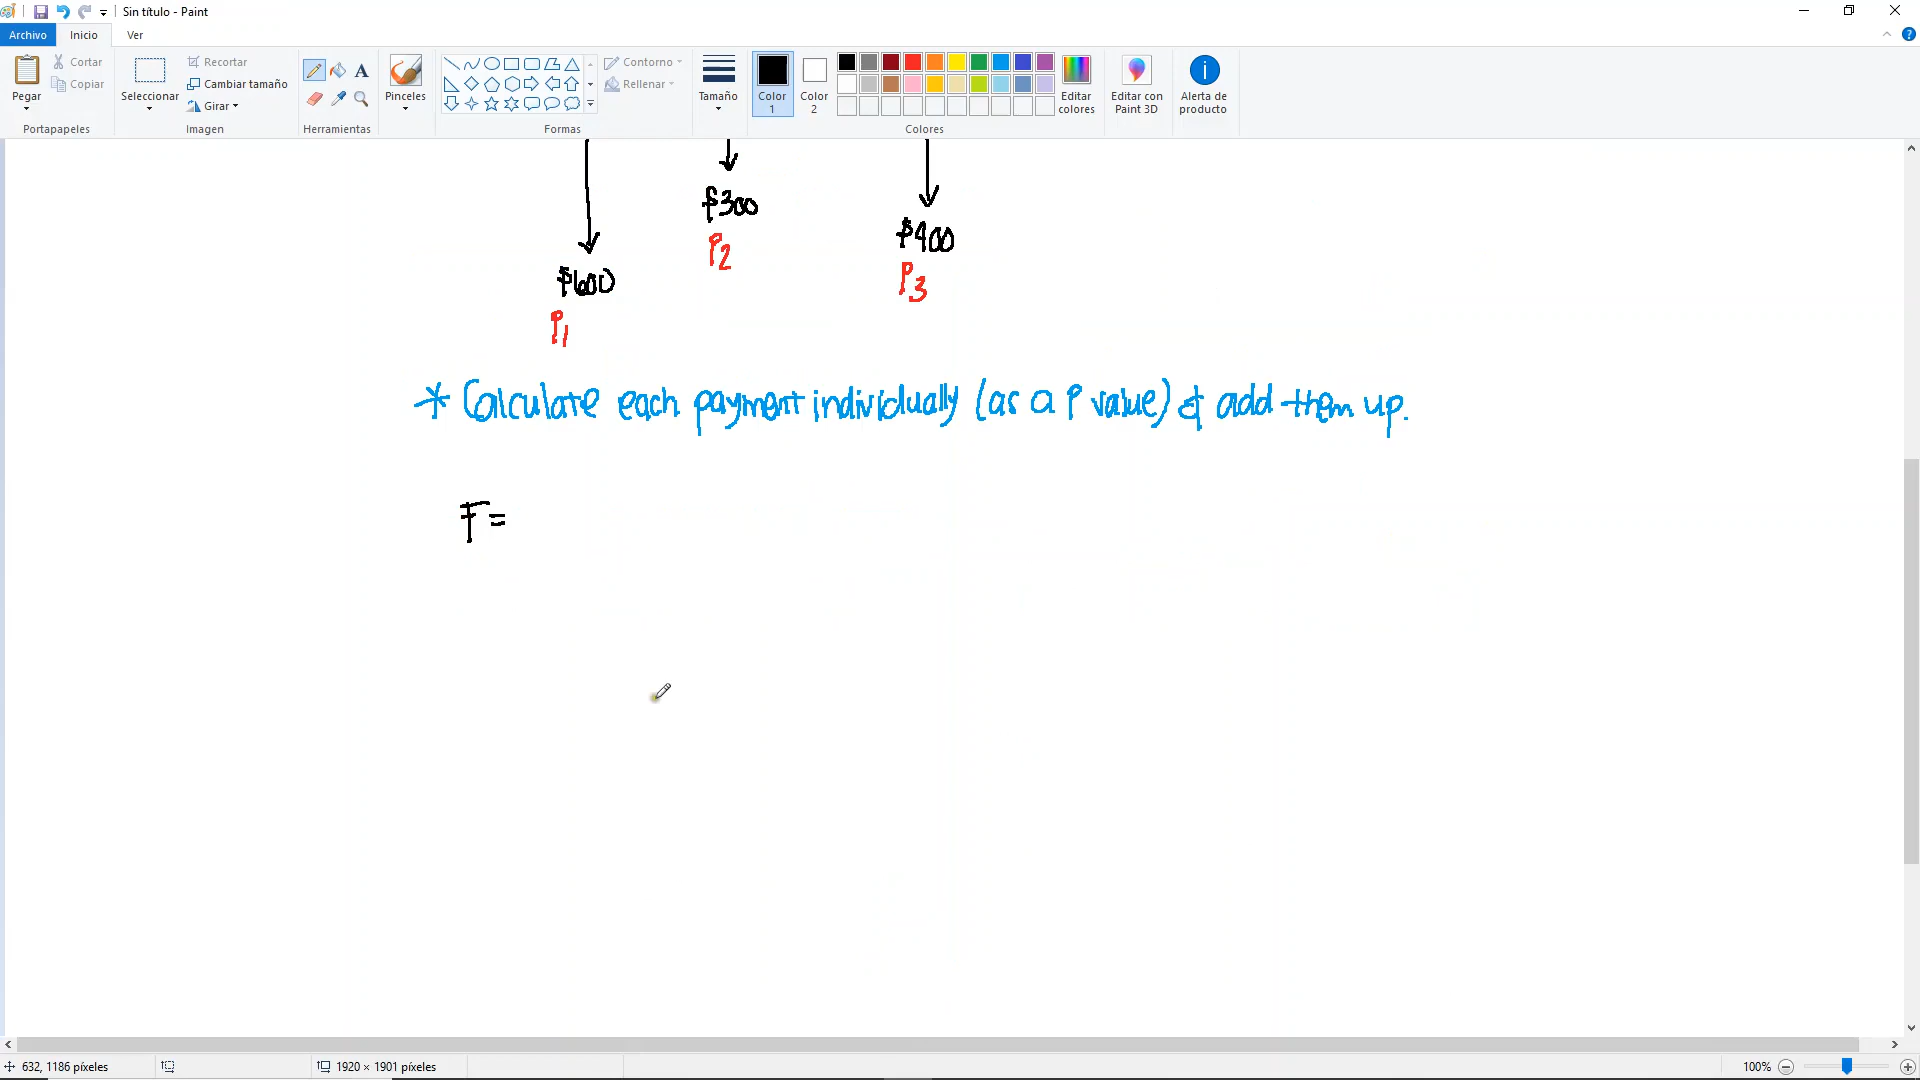 Sin título - Paint
Archivo Inicio Ver
Pegar
Cortar
Copiar
Portapapeles
Seleccionar
Recortar
Cambiar tamaño
Girar
Imagen
A
Herramientas
Pinceles
Contorno
Rellenar
Formas
Tamaño
Color 1
Color 2
Editar colores
Colores
Editar con Paint 3D
Alerta de producto
$300
P2
$400
P3
$600
P1
* Calculate each payment individually (as a P value) & add them up.
F =
632, 1186 píxeles
1920 × 1901 píxeles
100%